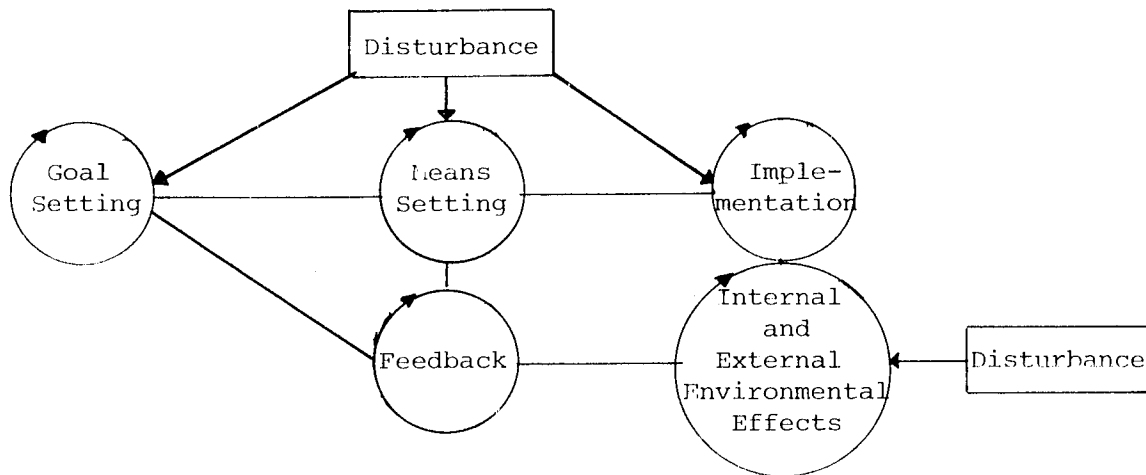 Disturbance
Goal
Setting
Means
Setting
Imple-
mentation
Feedback
Internal
and
External
Environmental
Effects
Disturbance